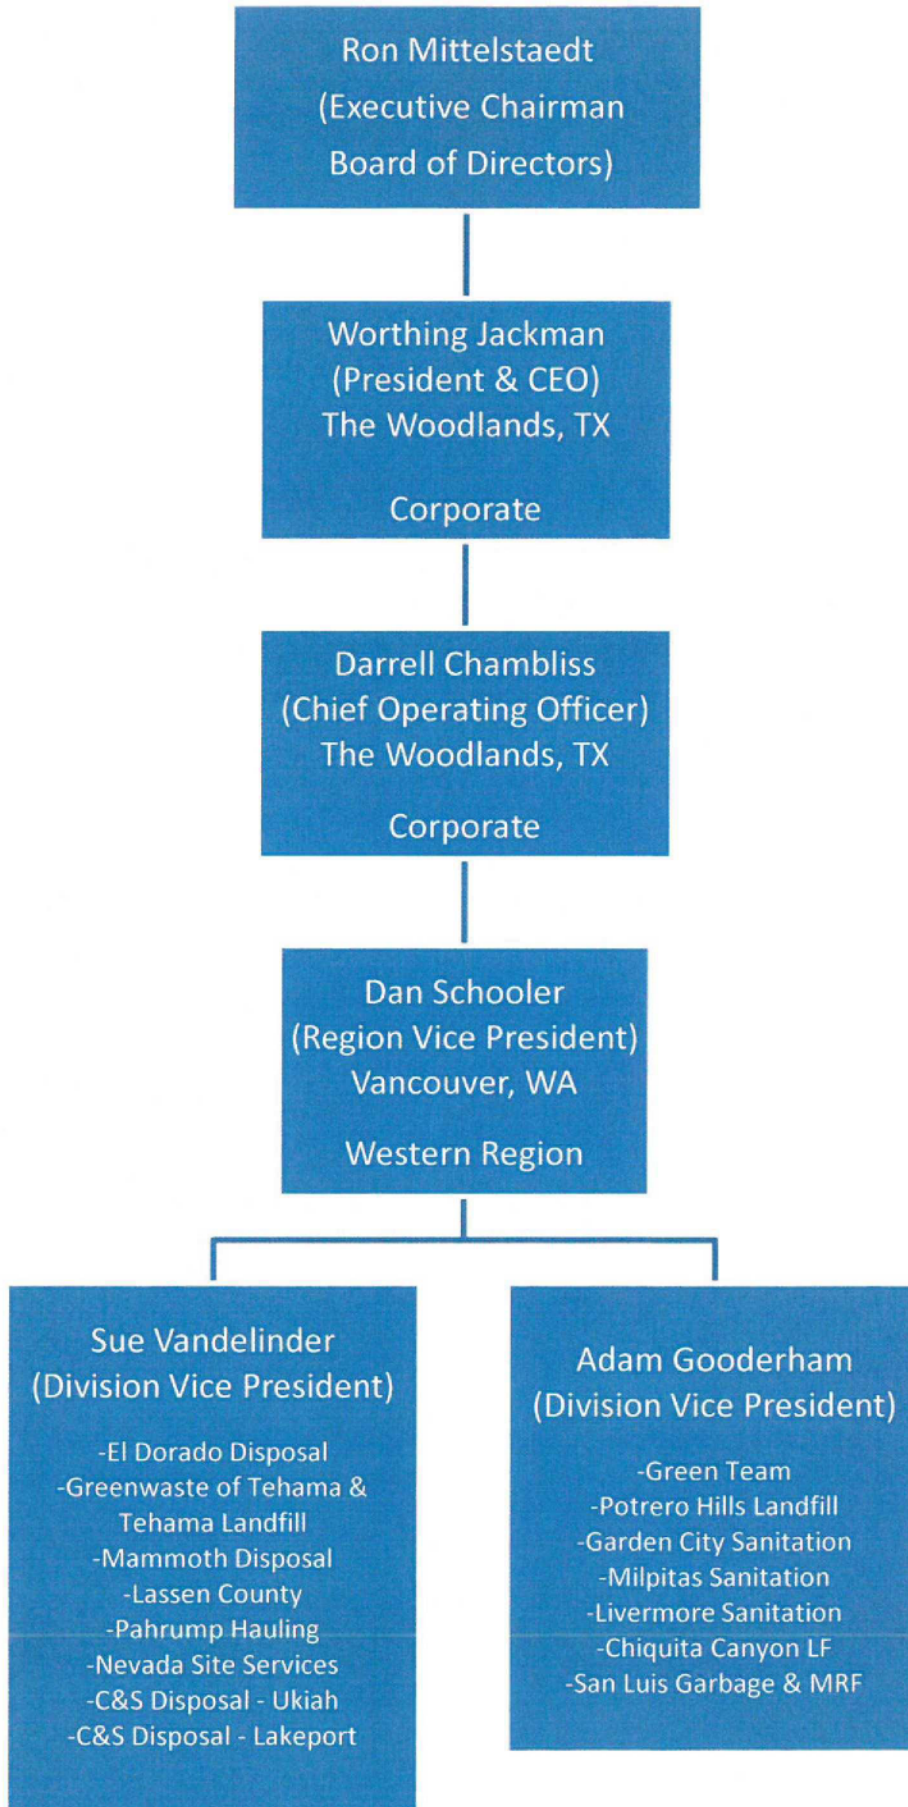 Ron Mittelstaedt
(Executive Chairman
Board of Directors)
Worthing Jackman
(President & CEO)
The Woodlands, TX
Corporate
Darrell Chambliss
(Chief Operating Officer)
The Woodlands, TX
Corporate
Dan Schooler
(Region Vice President)
Vancouver, WA
Western Region
Sue Vandelinder
(Division Vice President)
-El Dorado Disposal
-Greenwaste of Tehama &
Tehama Landfill
-Mammoth Disposal
-Lassen County
-Pahrump Hauling
-Nevada Site Services
-C&S Disposal - Ukiah
-C&S Disposal - Lakeport
Adam Gooderham
(Division Vice President)
-Green Team
-Potrero Hills Landfill
-Garden City Sanitation
-Milpitas Sanitation
-Livermore Sanitation
-Chiquita Canyon LF
-San Luis Garbage & MRF